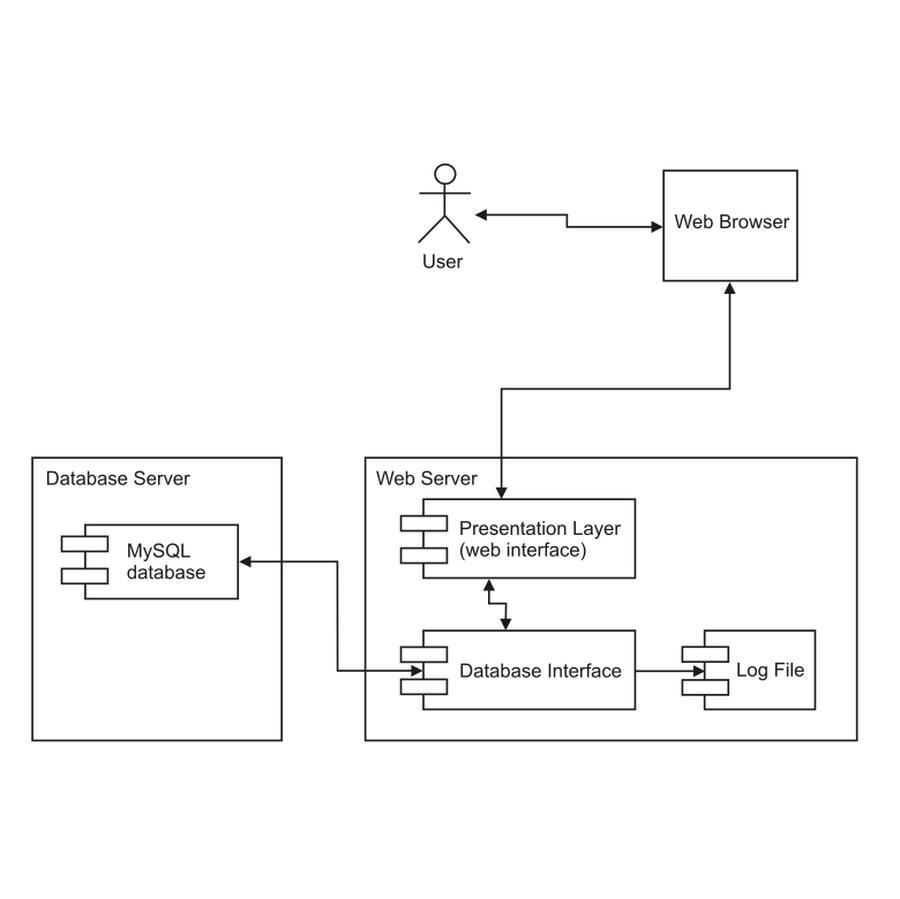 Web Browser
User
Database Server
MySQL
database
Web Server
Presentation Layer
(web interface)
Database Interface
Log File